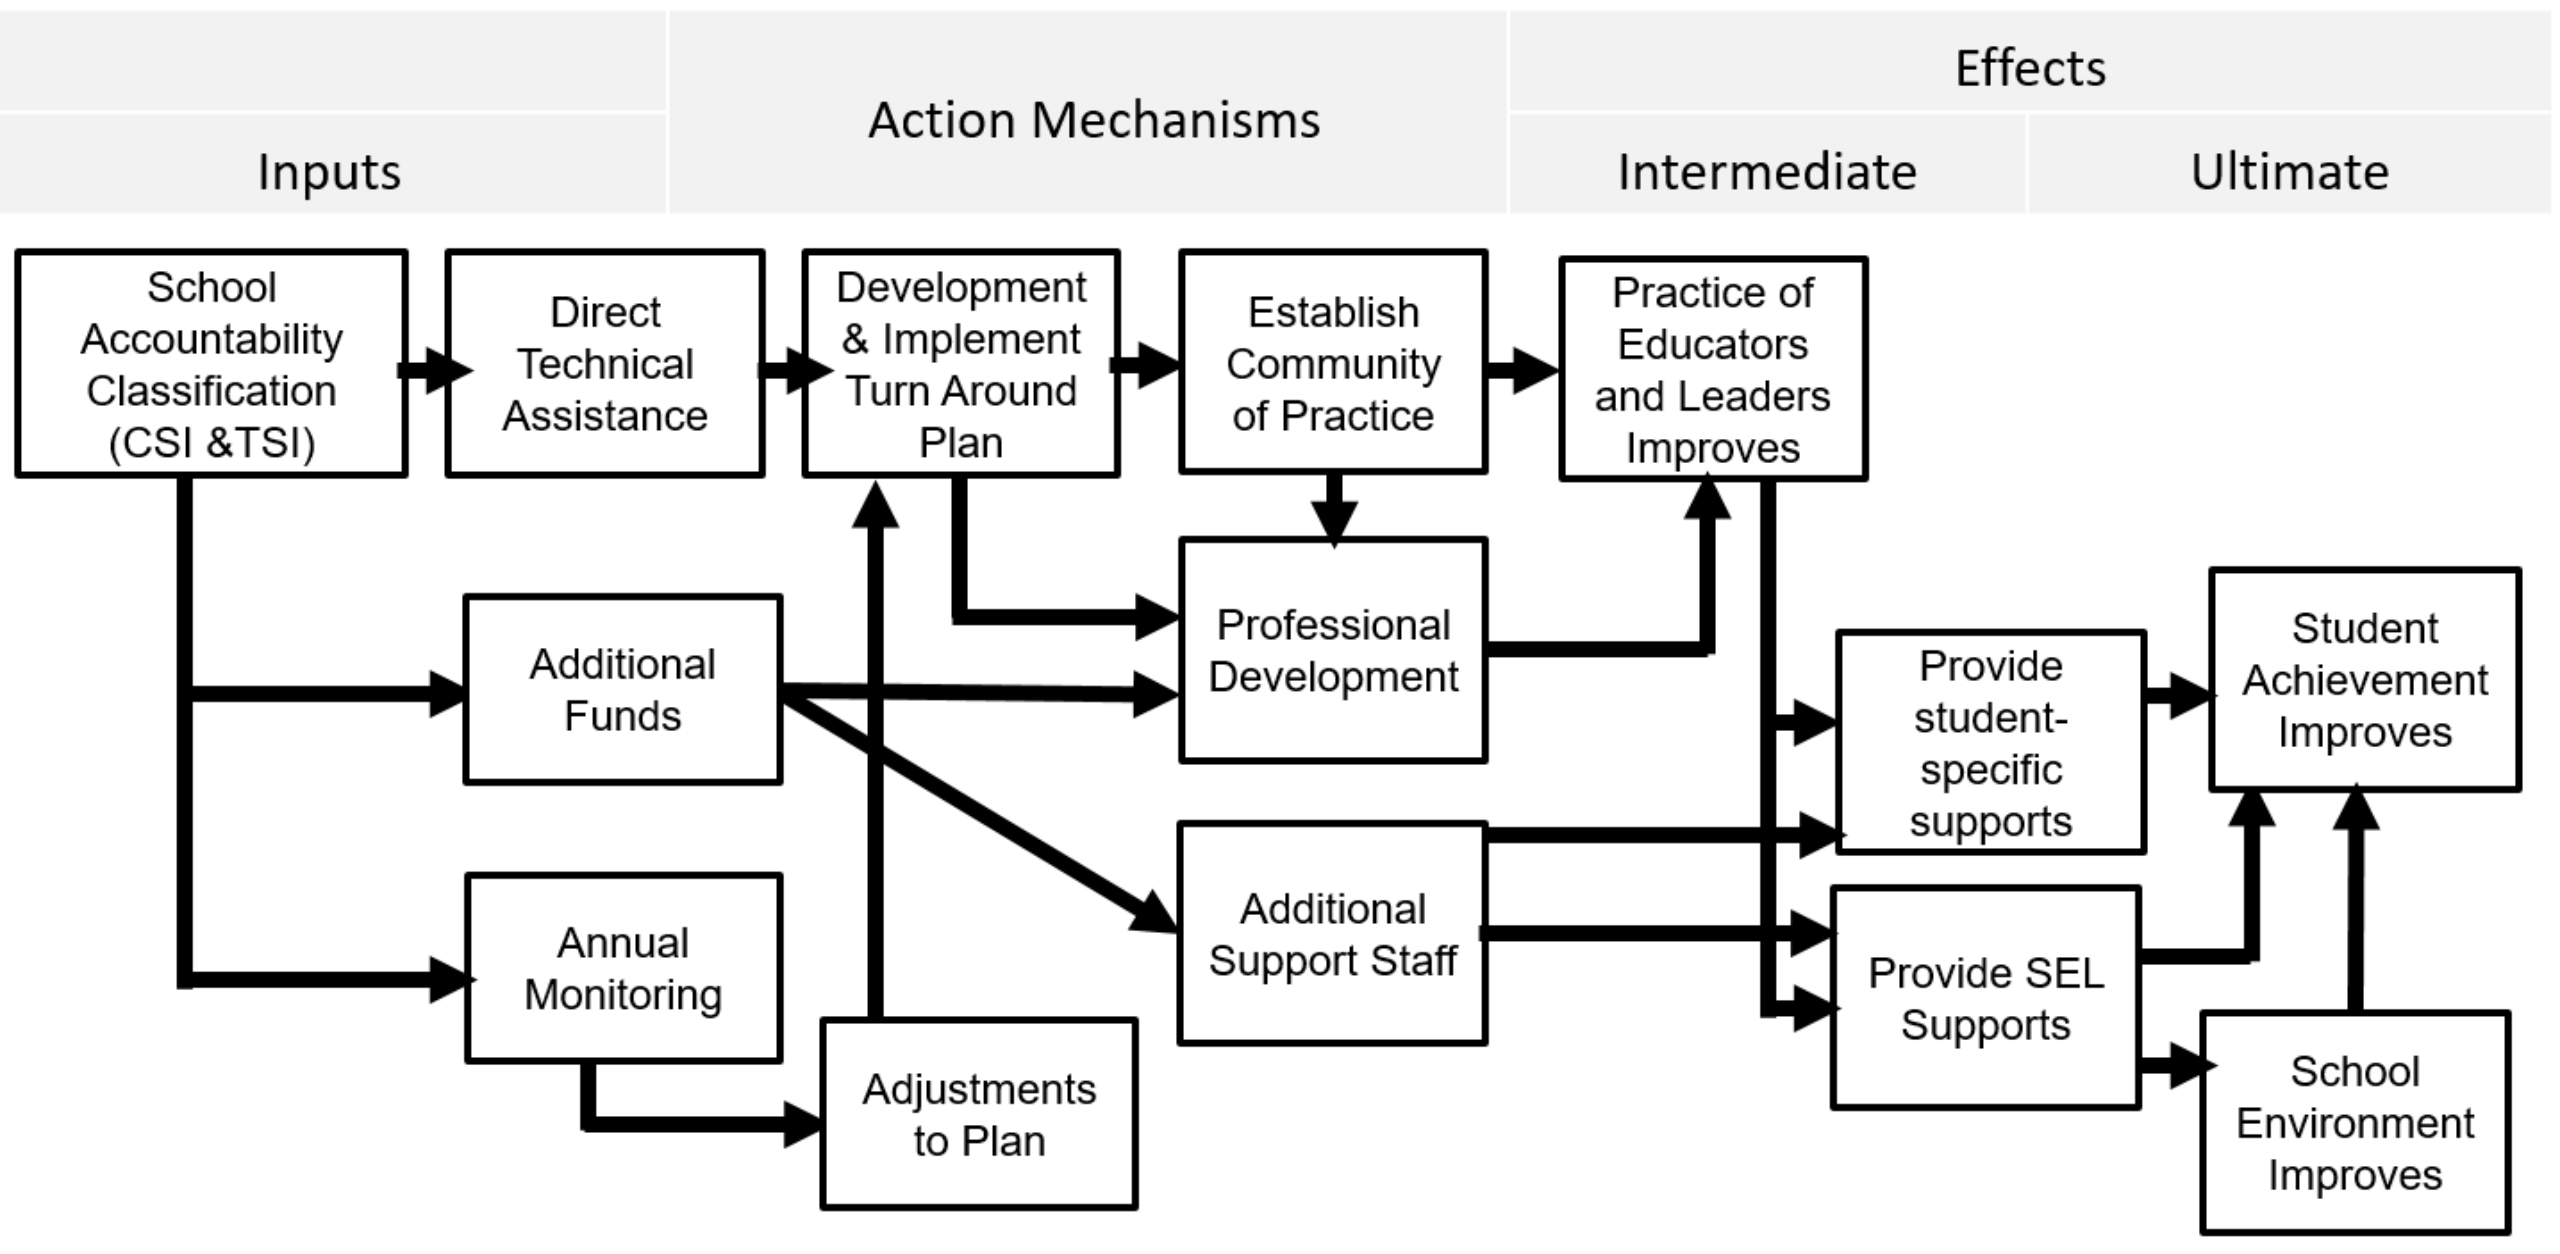 Effects
Action Mechanisms
Inputs
Intermediate
Ultimate
School
Accountability
Classification
(CSI &TSI)
Direct
Technical
Assistance
Development
& Implement
Turn Around
Plan
Establish
Community
of Practice
Practice of
Educators
and Leaders
Improves
Additional
Funds
Professional
Development
Provide
student-
specific
supports
Student
Achievement
Improves
Annual
Monitoring
Additional
Support Staff
Provide SEL
Supports
Adjustments
to Plan
School
Environment
Improves